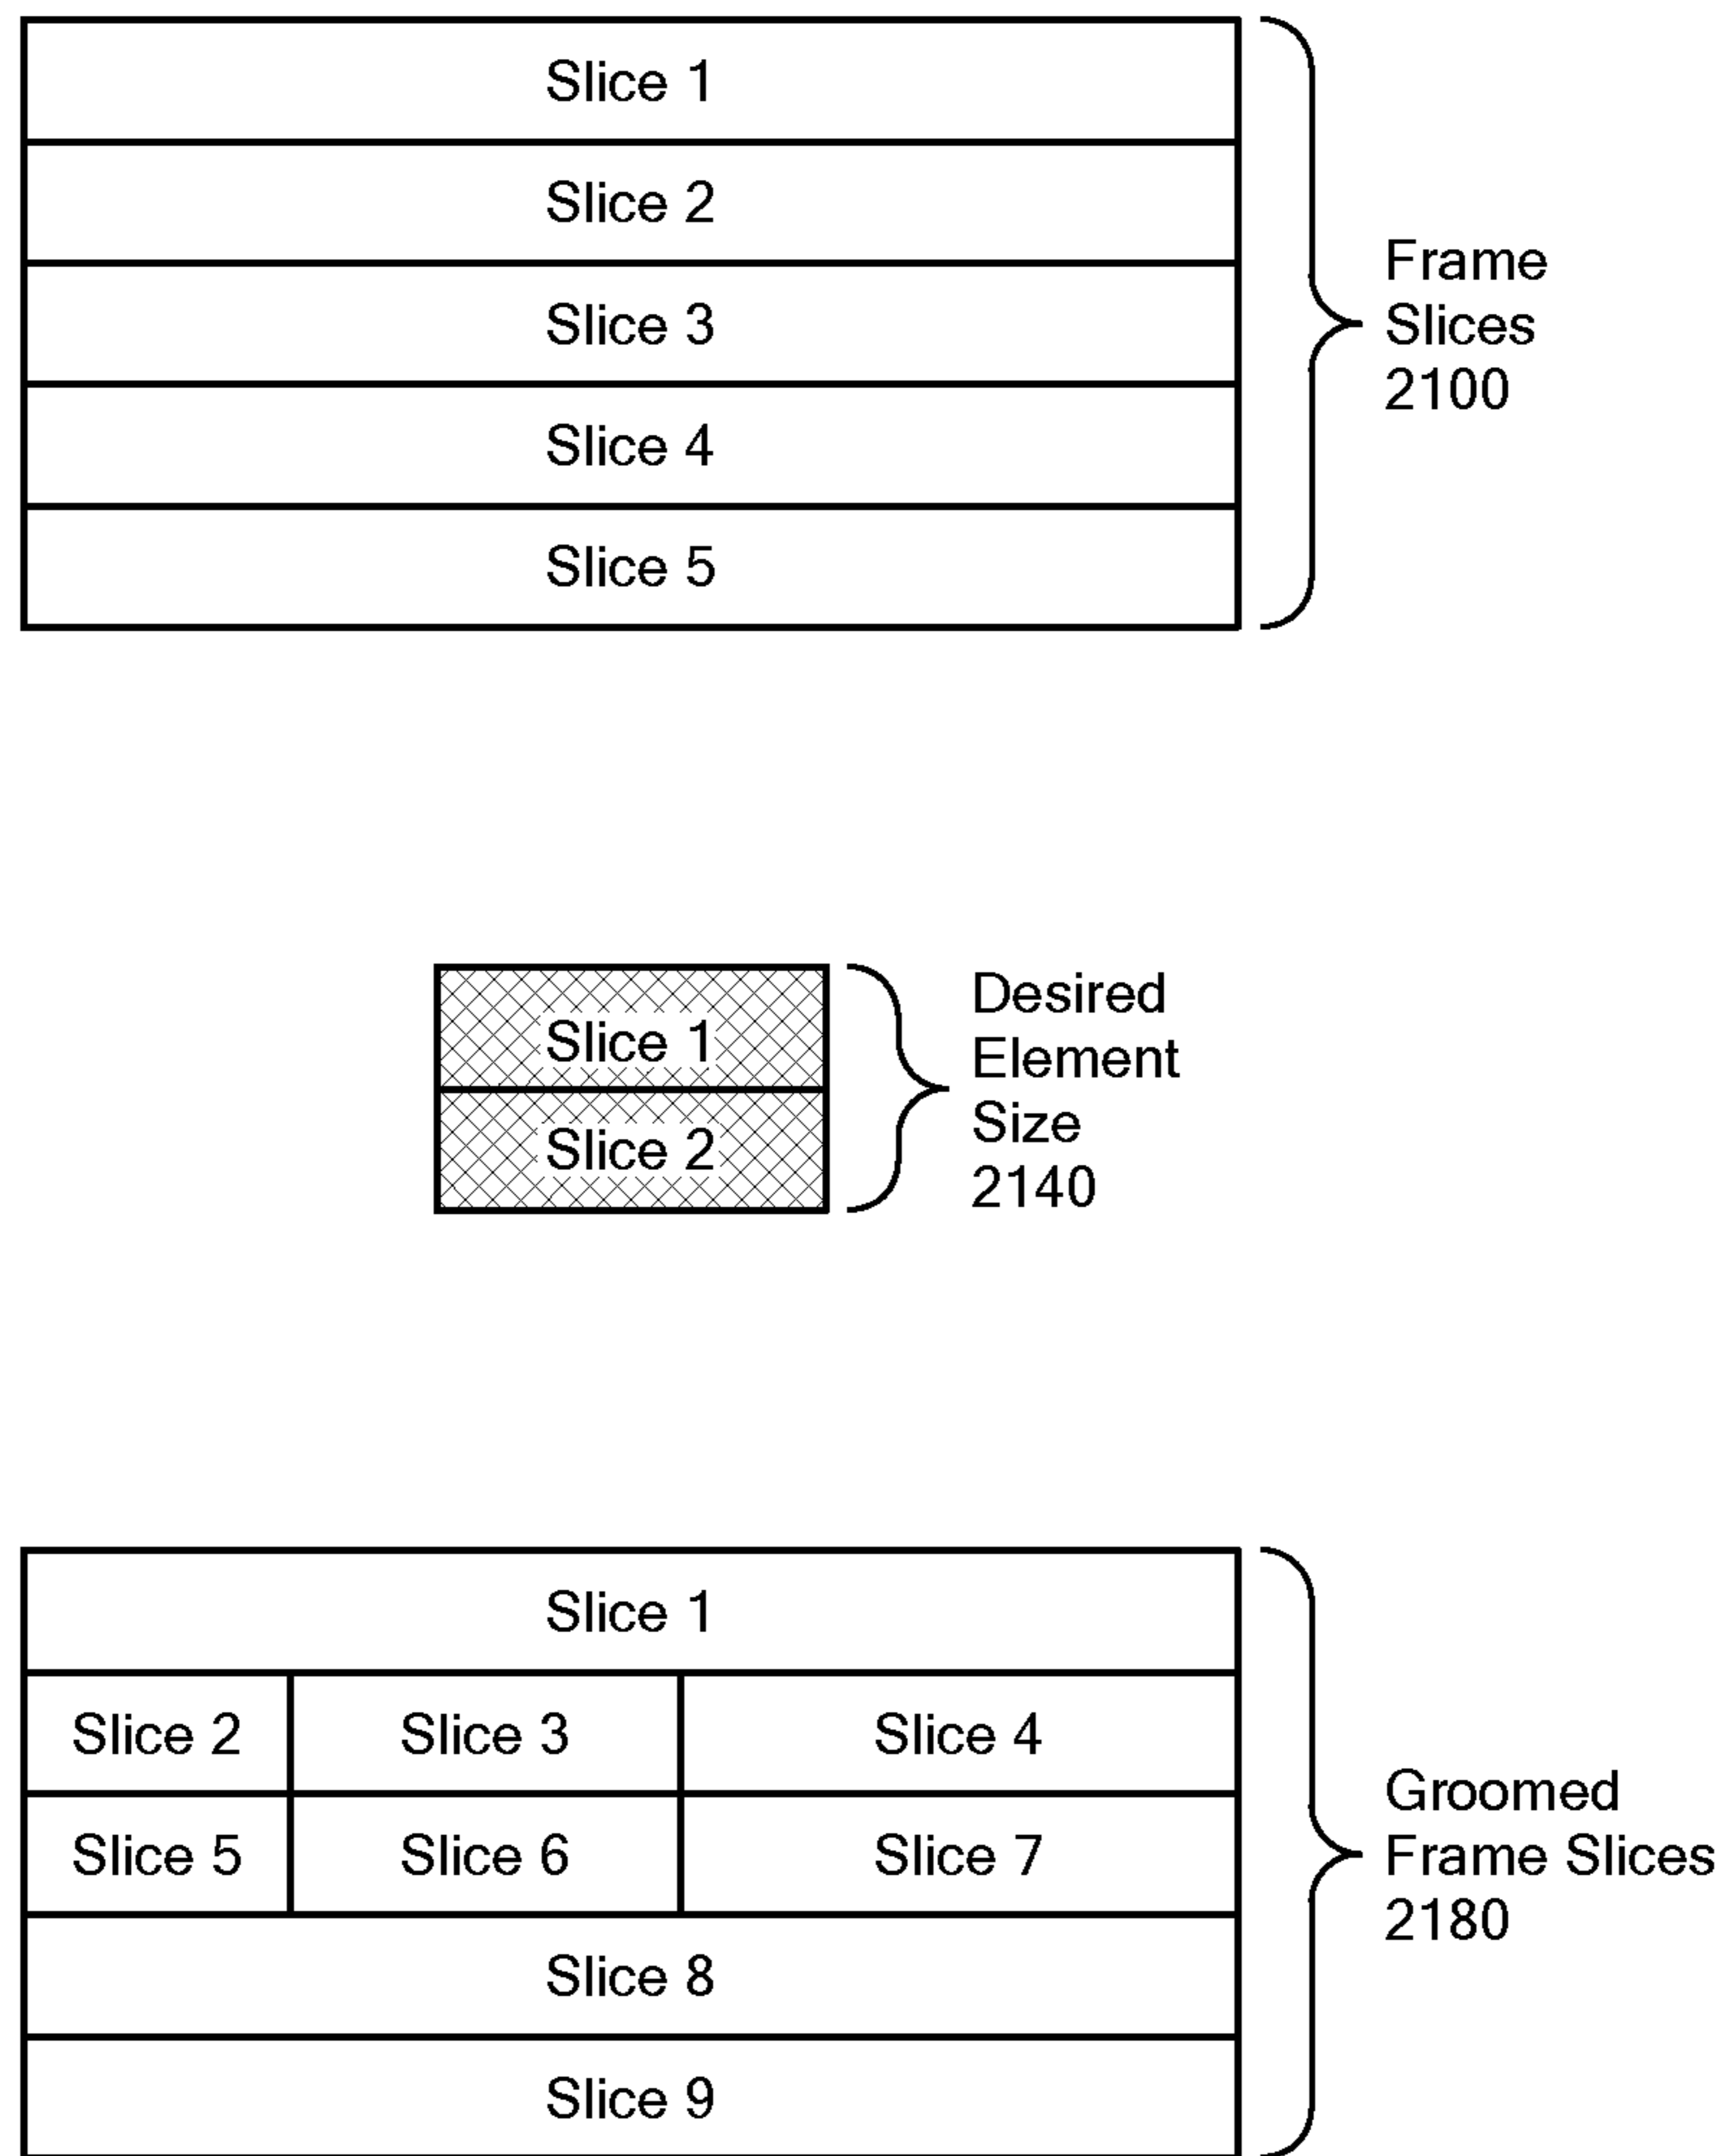 Slice 1
Slice 2
Slice 3
Slice 4
Slice 5
Frame
Slices
2100
Slice 1
Slice 2
Desired
Element
Size
2140
Slice 1
Slice 2 Slice 3 Slice 4
Slice 5 Slice 6 Slice 7
Slice 8
Slice 9
Groomed
Frame Slices
2180